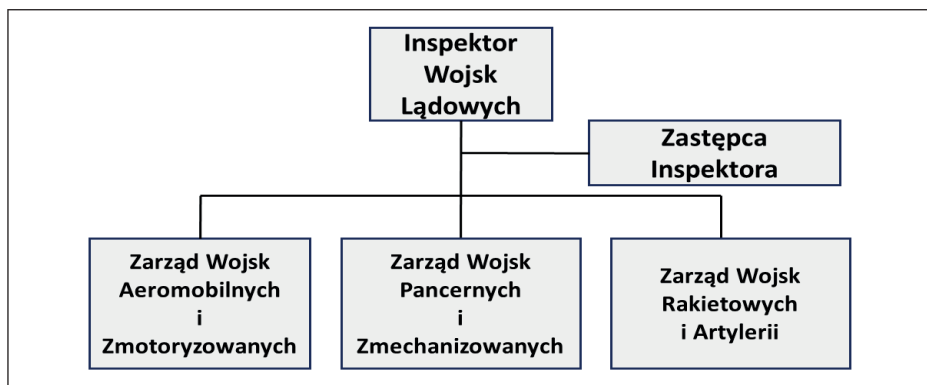 Inspektor
Wojsk
Lądowych
Zastępca
Inspektora
Zarząd Wojsk
Aeromobilnych
i
Zmotoryzowanych
Zarząd Wojsk
Pancernych
i
Zmechanizowanych
Zarząd Wojsk
Rakietowych
i Artylerii